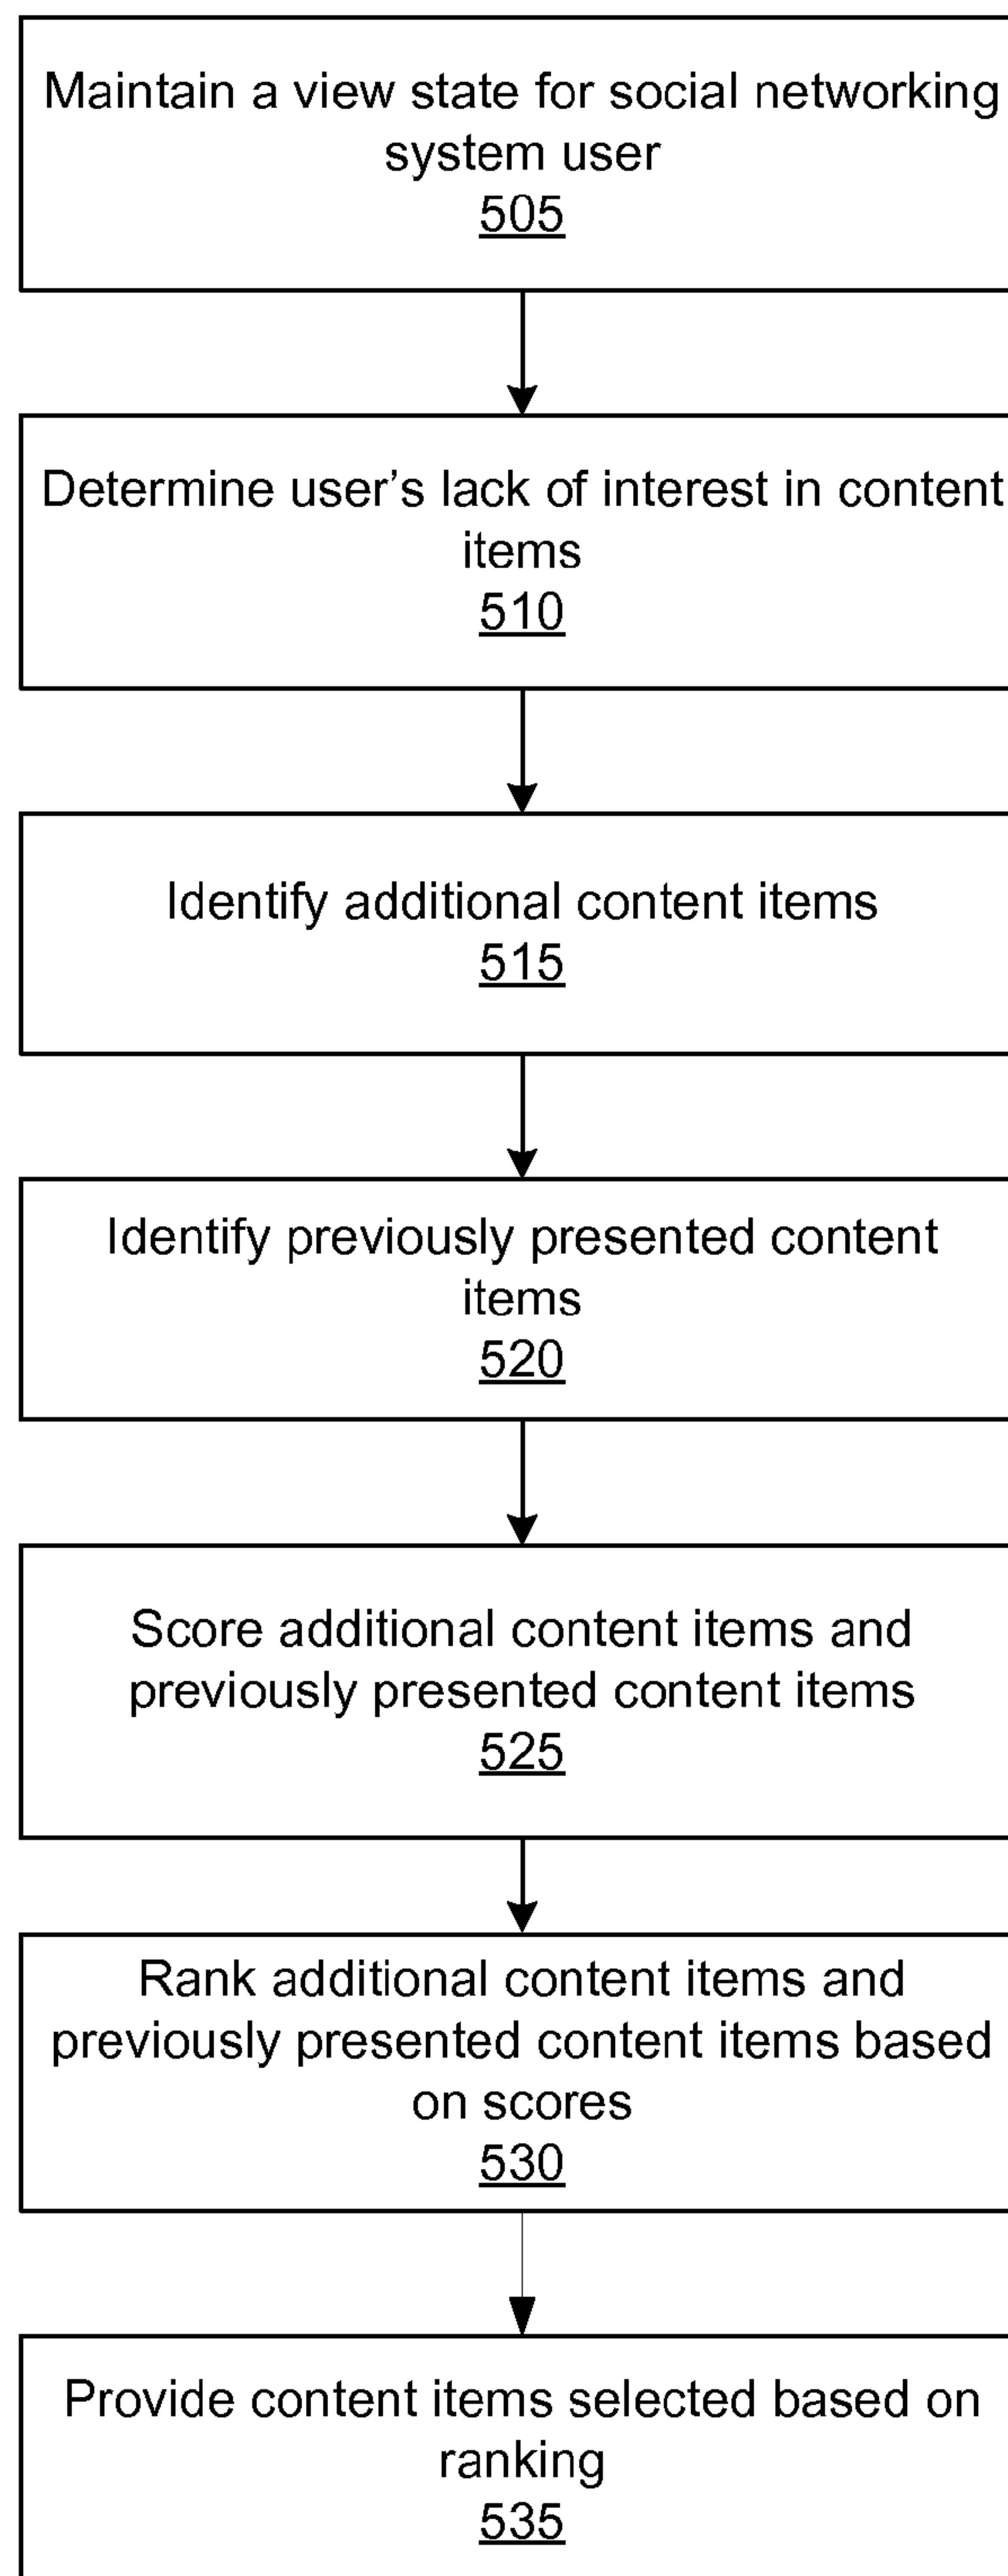 Maintain a view state for social networking
system user
505
Determine user's lack of interest in content
items
510
Identify additional content items
515
Identify previously presented content
items
520
Score additional content items and
previously presented content items
525
Rank additional content items and
previously presented content items based
on scores
530
Provide content items selected based on
ranking
535